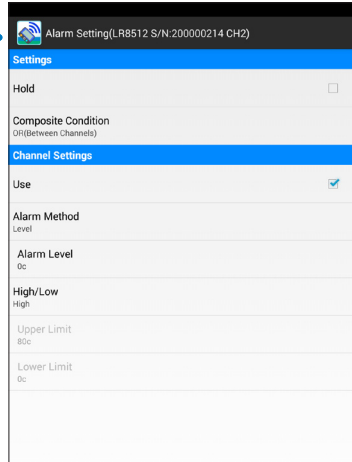 Alarm Setting(LR8512 S/N:200000214 CH2)
Settings
Hold
Composite Condition
OR(Between Channels)
Channel Settings
Use
Alarm Method
Level
Alarm Level
0c
High/Low
High
Upper Limit
80c
Lower Limit
0c